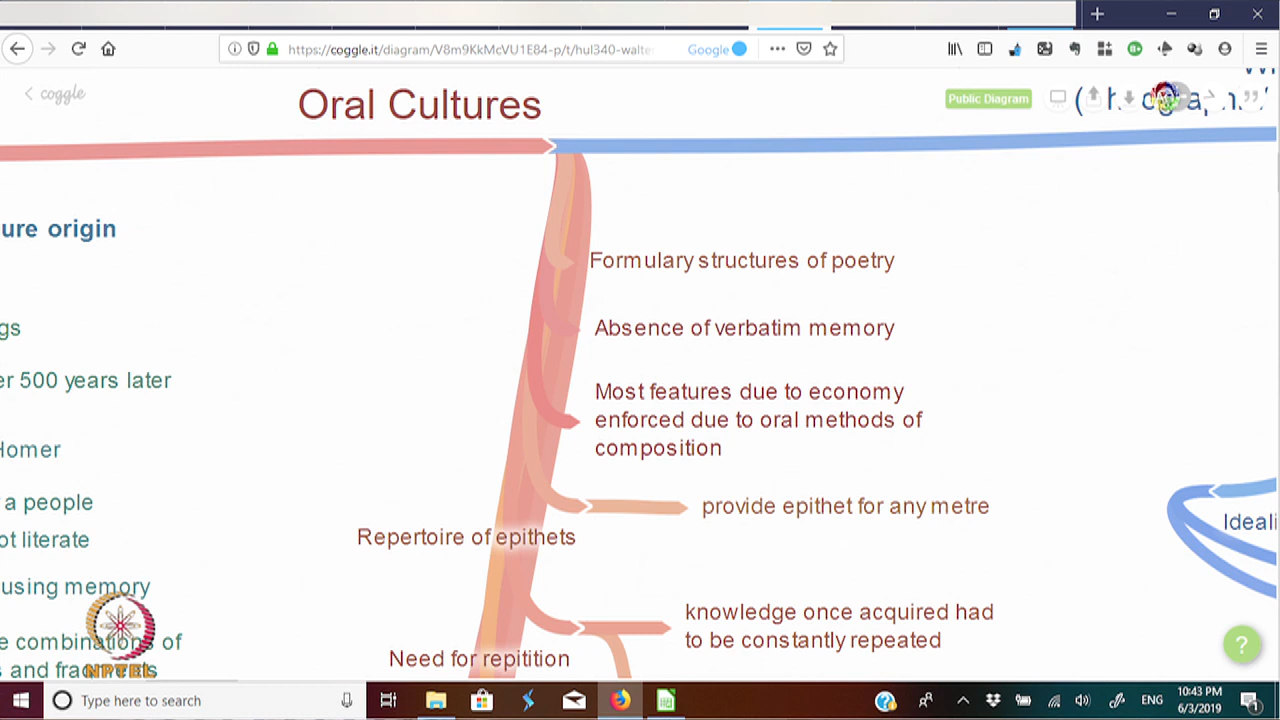 https://coggle.it/diagram/V8m9KkMcVU1E84-p/t/hul340-walte
Google
coggle
Oral Cultures
Public Diagram
ure origin
Formulary structures of poetry
gs
Absence of verbatim memory
er 500 years later
Most features due to economy
enforced due to oral methods of
composition
Homer
a people
provide epithet for any metre
Ideali
ot literate
Repertoire of epithets
using memory
knowledge once acquired had
to be constantly repeated
e combinations of
Need for repitition
NPTEL
?
Type here to search
ENG
10:43 PM
6/3/2019
1